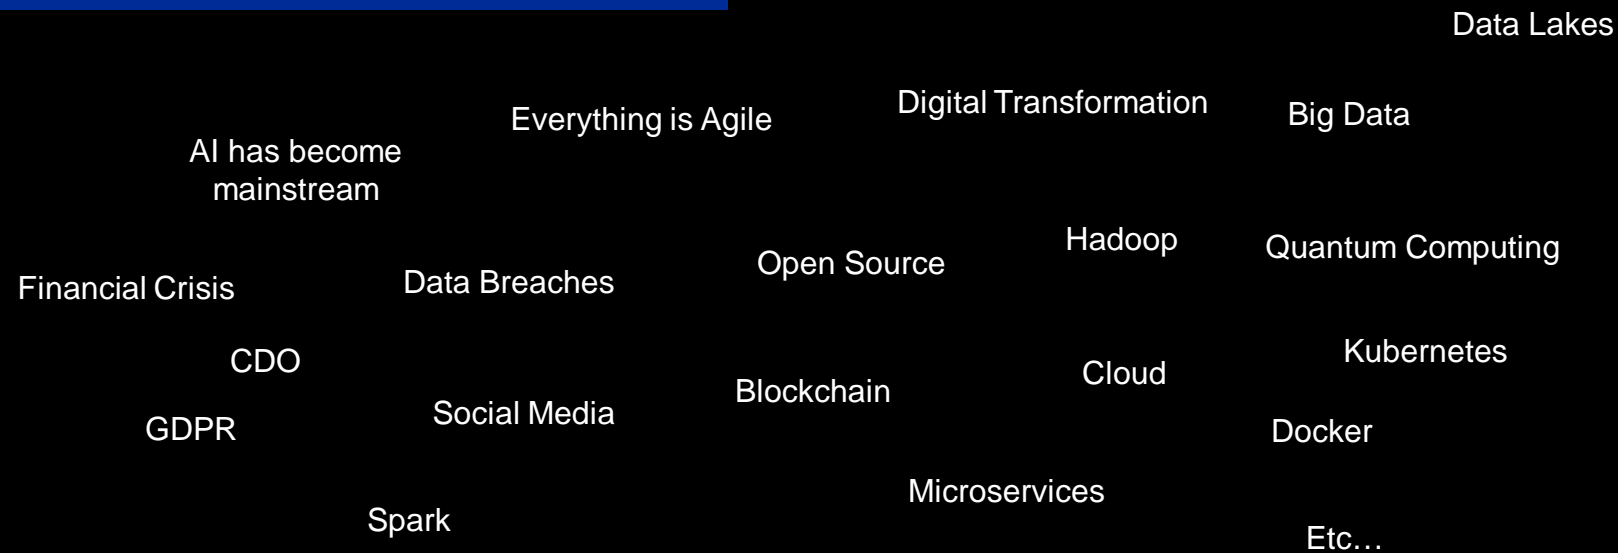 Data Lakes
Digital Transformation
Big Data
Everything is Agile
AI has become
mainstream
Hadoop
Quantum Computing
Open Source
Data Breaches
Financial Crisis
Kubernetes
CDO
Cloud
Blockchain
Social Media
GDPR
Docker
Microservices
Spark
Etc…